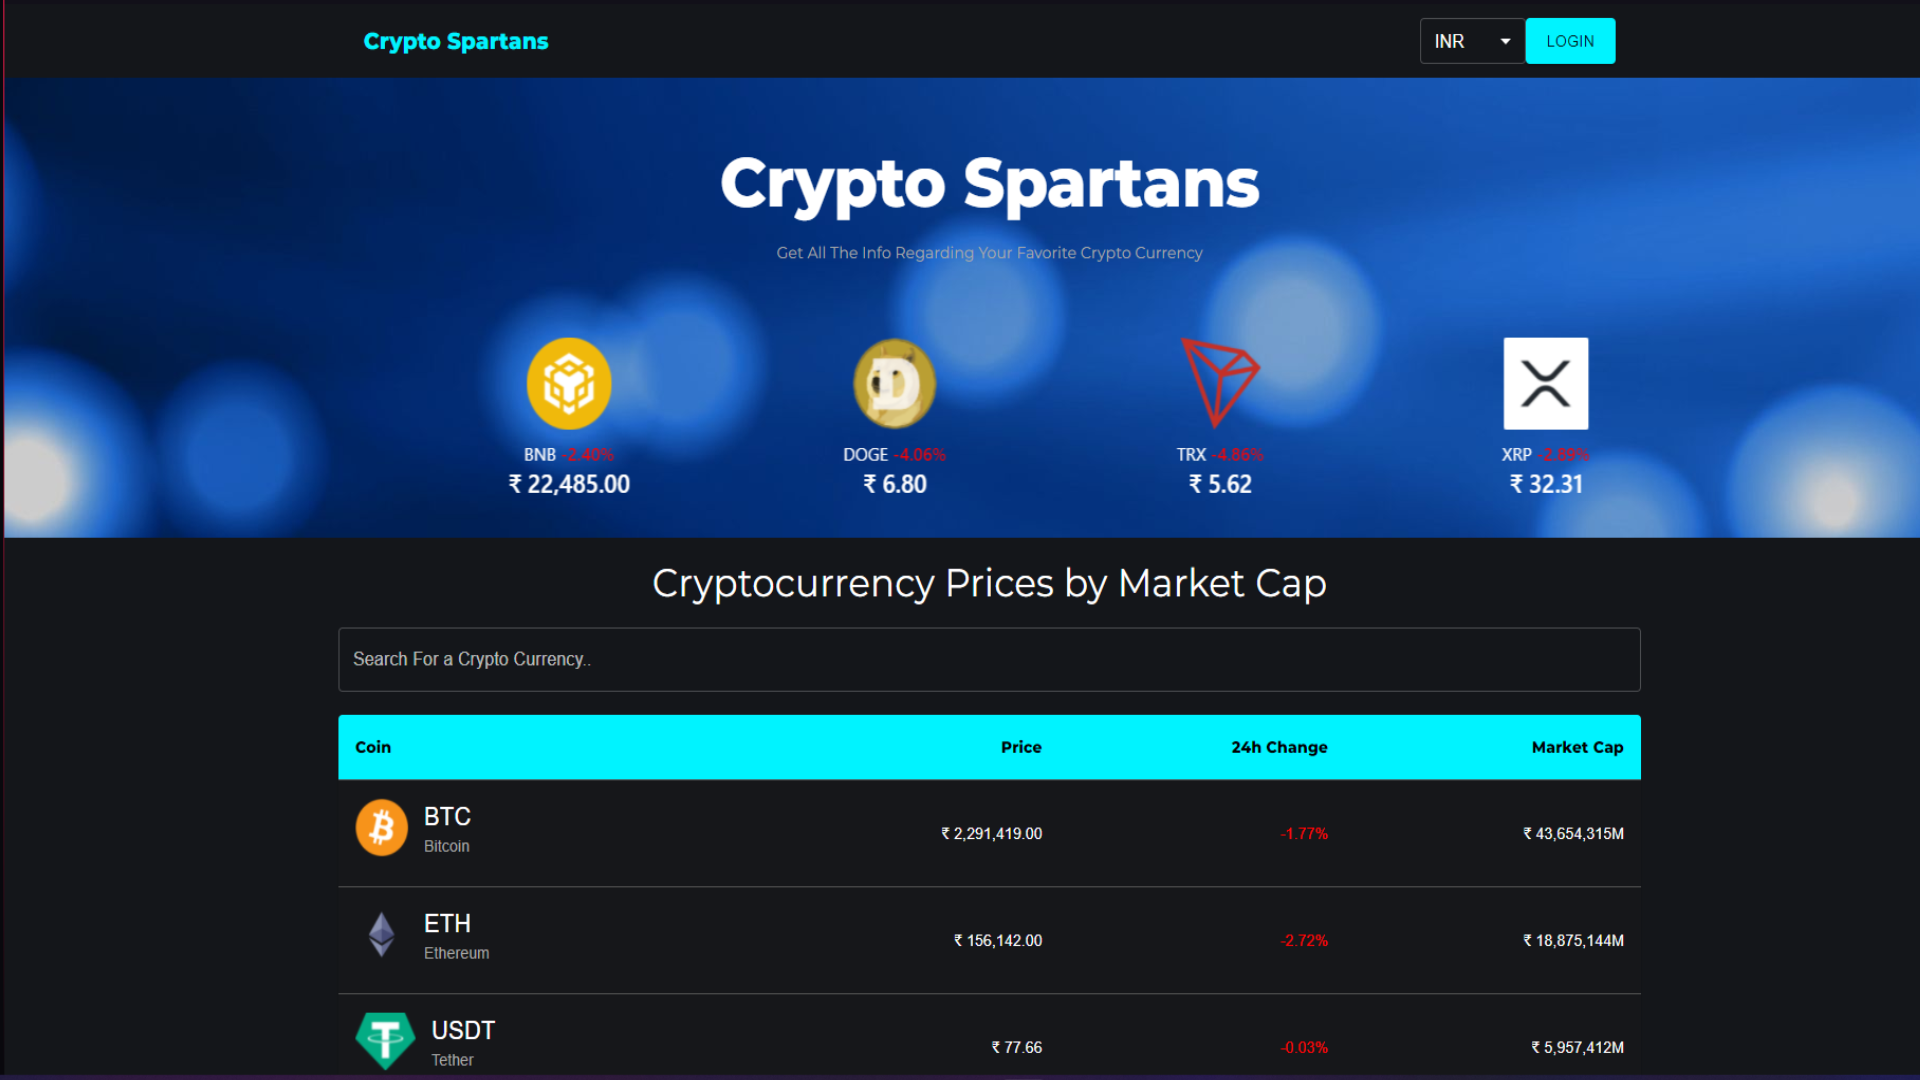 Crypto Spartans
INR
LOGIN
Crypto Spartans
Get All The Info Regarding Your Favorite Crypto Currency
BNB -2.40%
₹ 22,485.00
DOGE -4.06%
₹ 6.80
TRX -4.86%
₹ 5.62
XRP -2.89%
₹ 32.31
Cryptocurrency Prices by Market Cap
Search For a Crypto Currency..
Coin Price 24h Change Market Cap
BTC
Bitcoin
₹ 2,291,419.00 -1.77% ₹ 43,654,315M
ETH
Ethereum
₹ 156,142.00 -2.72% ₹ 18,875,144M
USDT
Tether
₹ 77.66 -0.03% ₹ 5,957,412M